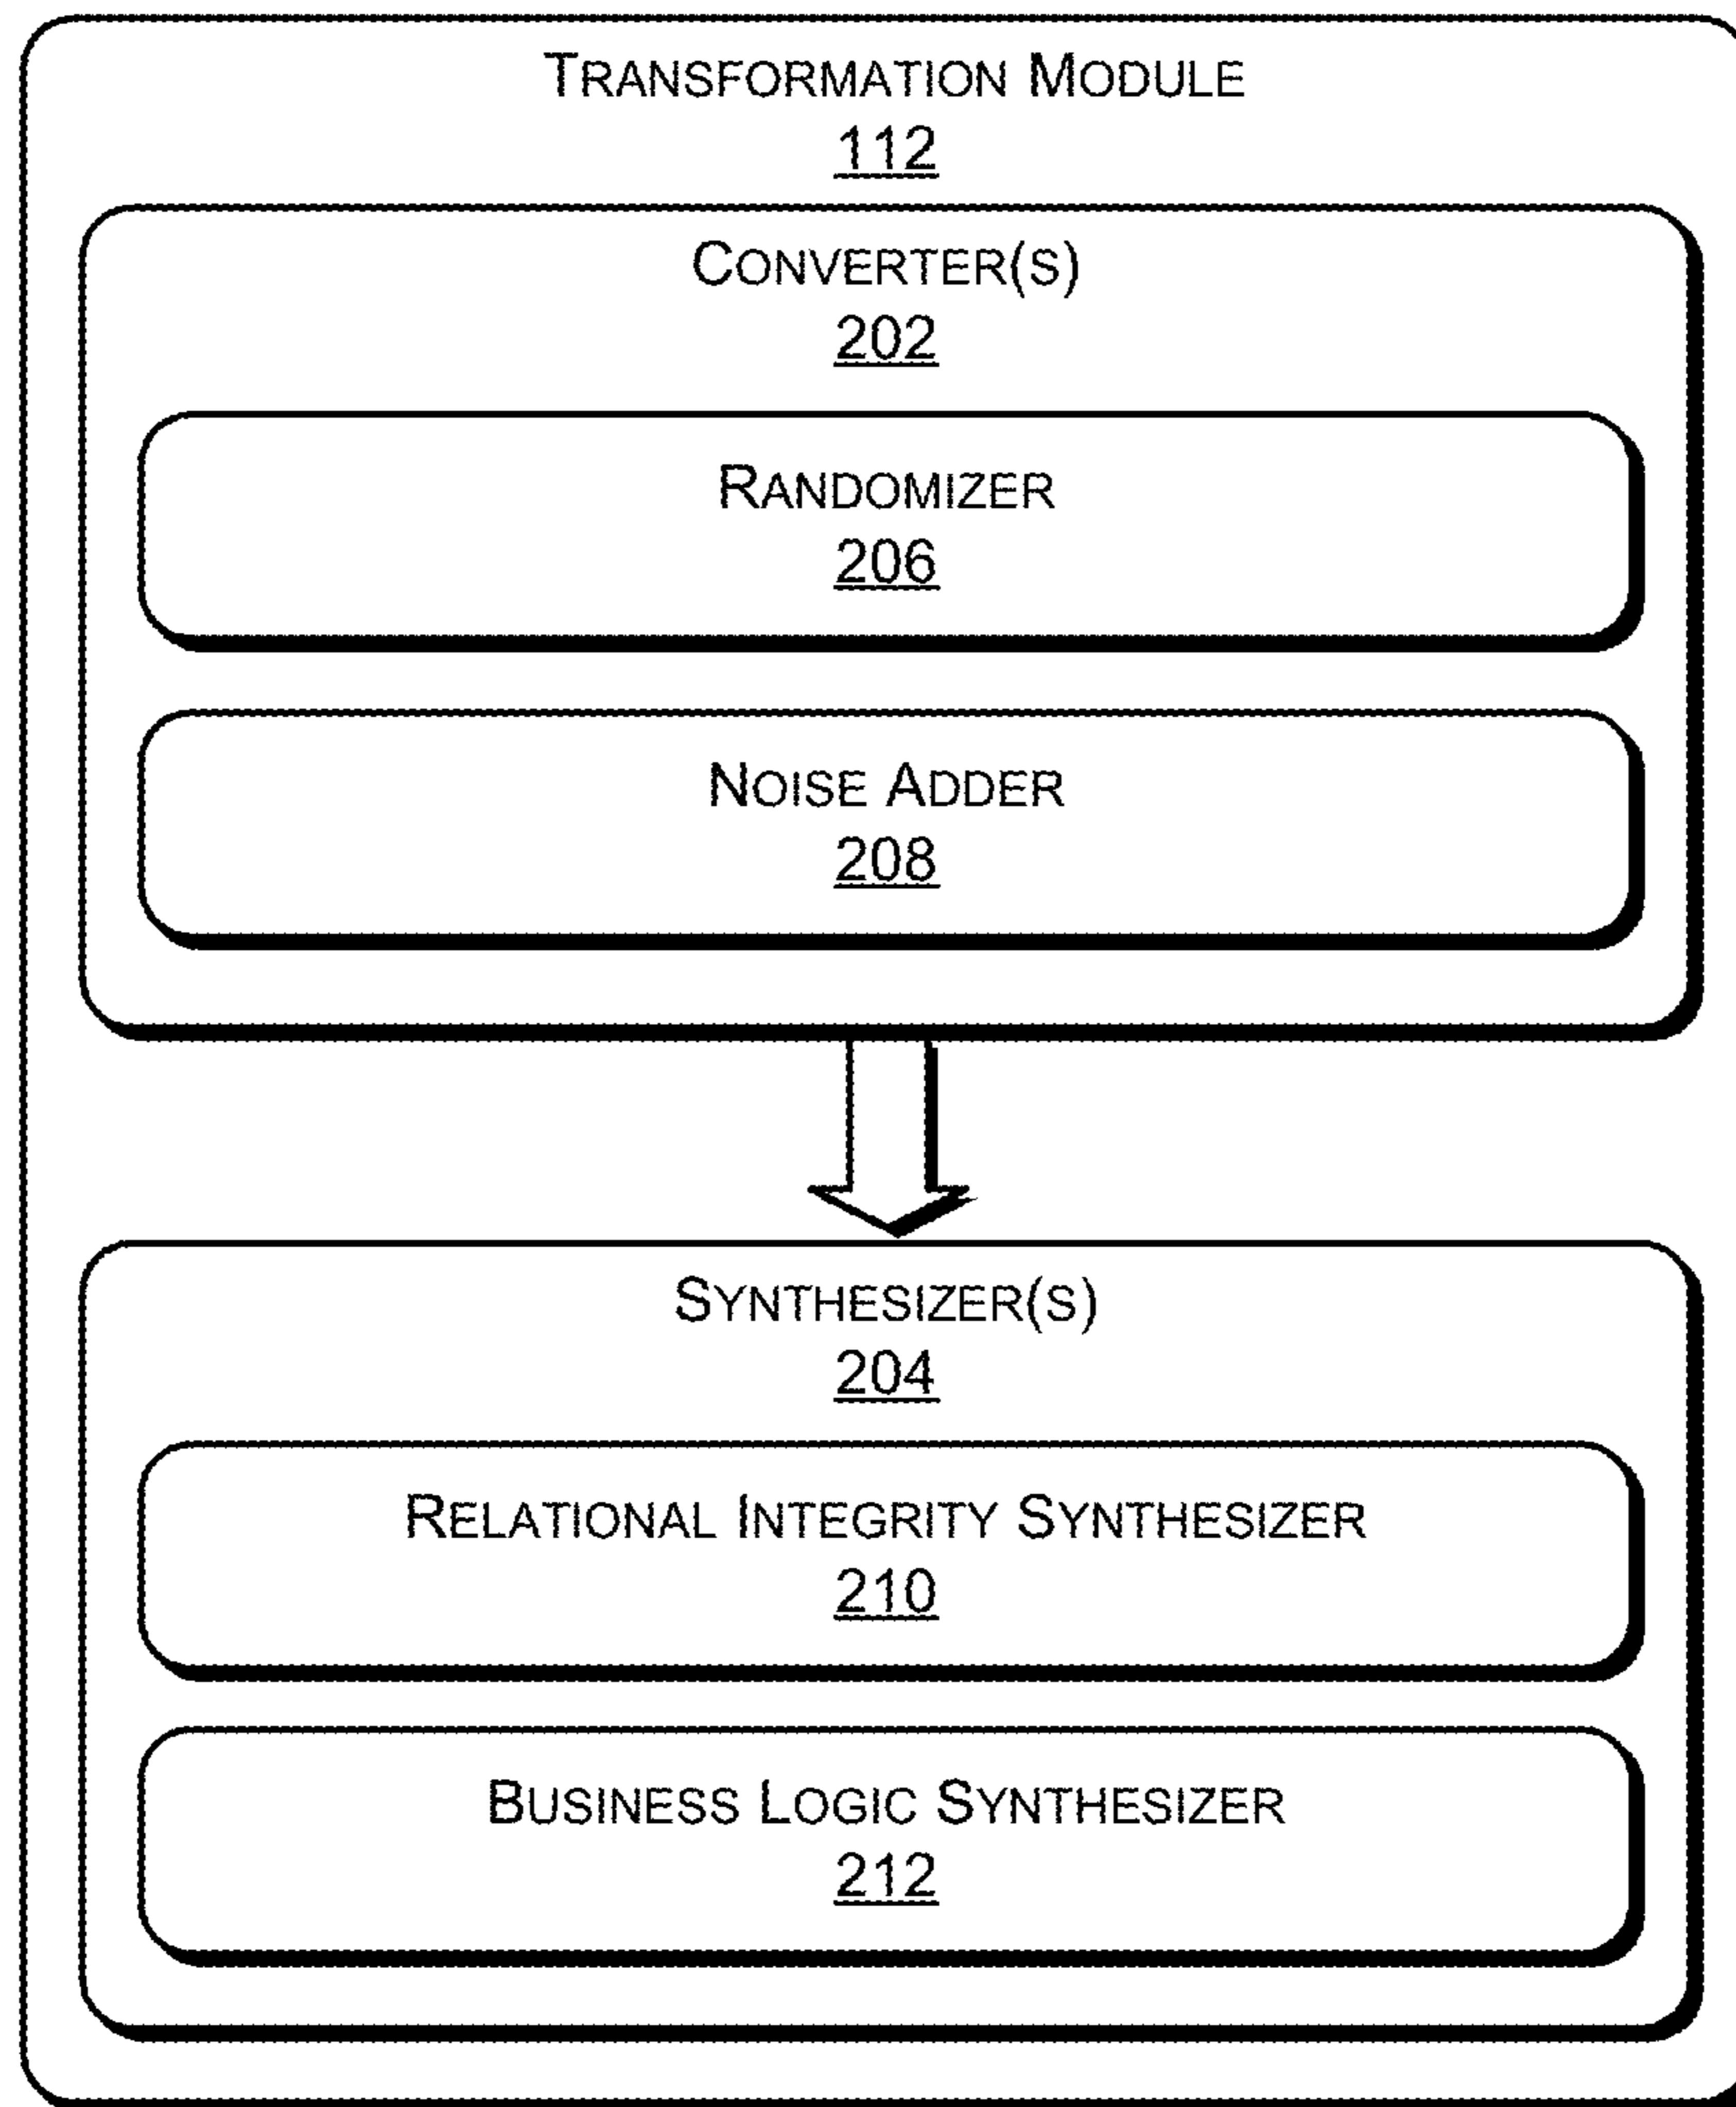 TRANSFORMATION MODULE
112
CONVERTER(S)
202
RANDOMIZER
206
NOISE ADDER
208
SYNTHESIZER(S)
204
RELATIONAL INTEGRITY SYNTHESIZER
210
BUSINESS LOGIC SYNTHESIZER
212